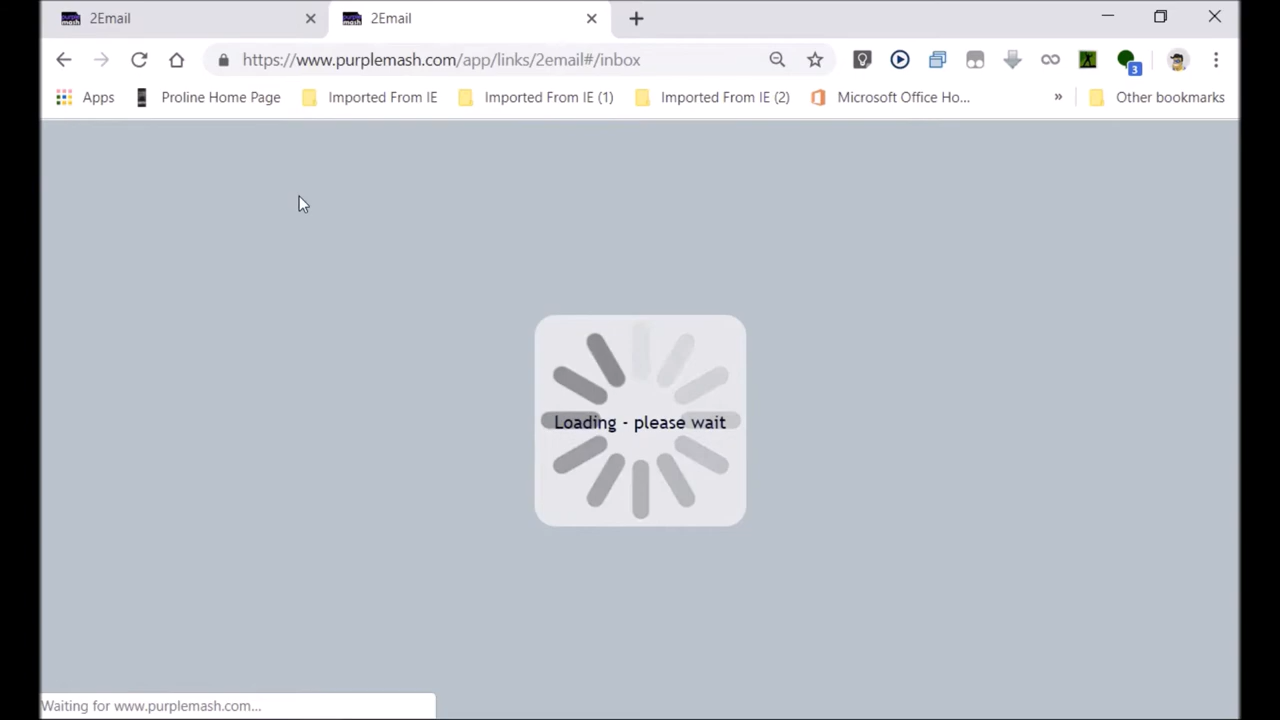 2Email
2Email
https://www.purplemash.com/app/links/2email#/inbox
3
Apps
Proline Home Page
Imported From IE
Imported From IE (1)
Imported From IE (2)
Microsoft Office Ho...
»
Other bookmarks
Loading - please wait
Waiting for www.purplemash.com...